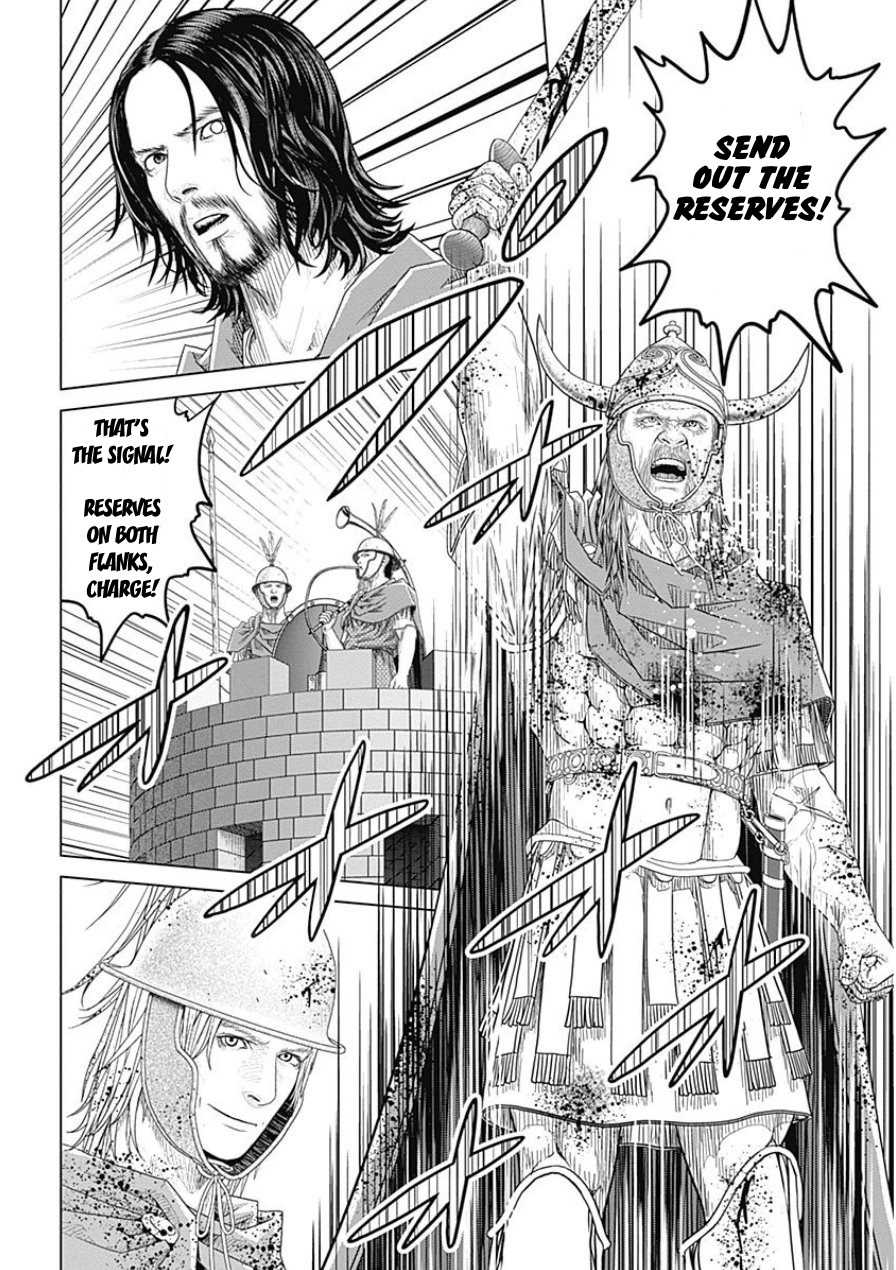 SEND
OUT THE
RESERVES!
THAT'S
THE SIGNAL!
RESERVES
ON BOTH
FLANKS,
CHARGE!